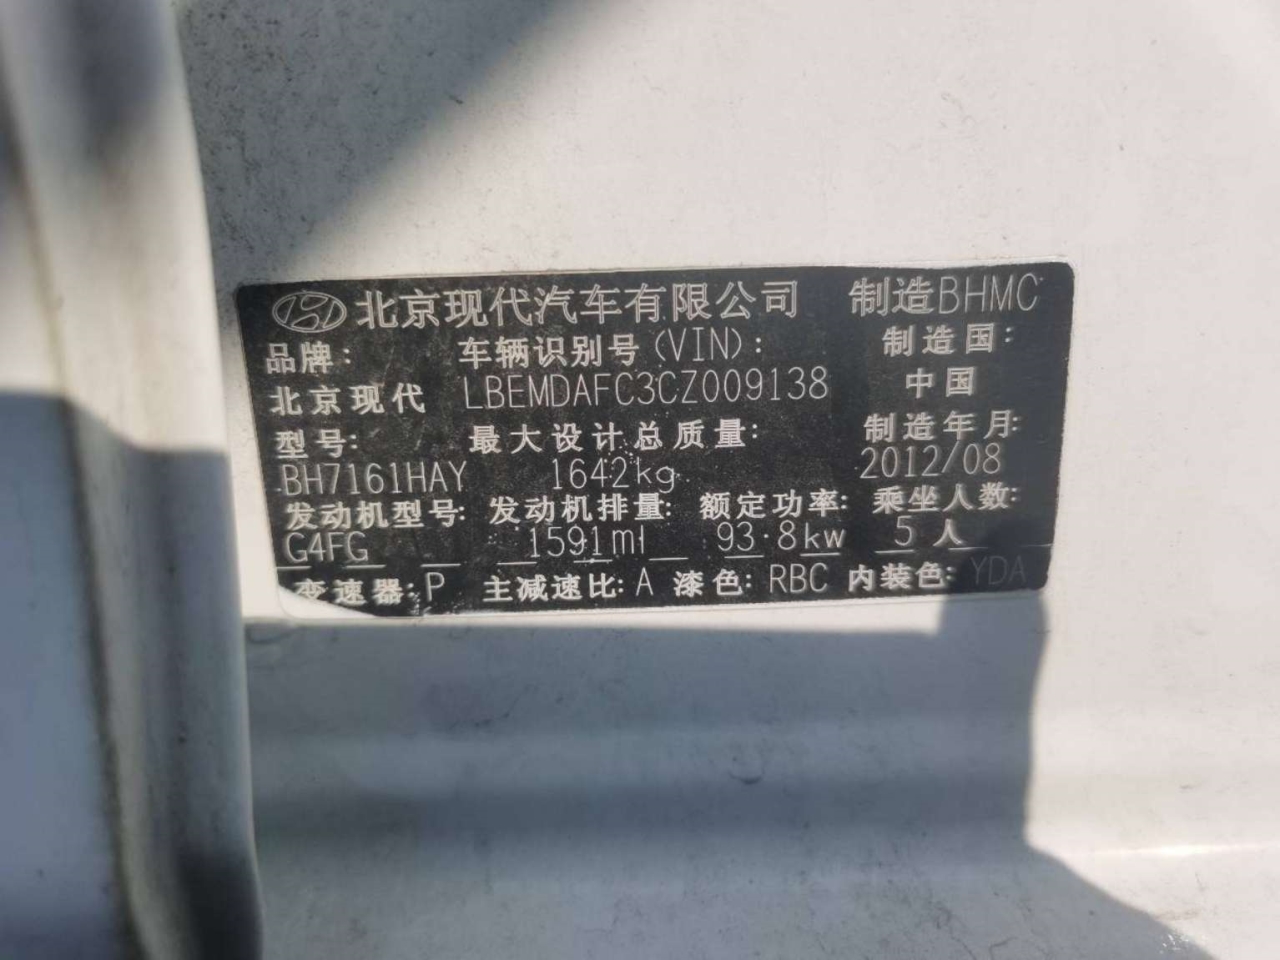 北京现代汽车有限公司 制造BHMC
品牌: 车辆识别号(VIN): 制造国:
北京现代 LBEMDAFC3CZ009138 中国
型号: 最大设计总质量: 制造年月:
BH7161HAY 1642kg 2012/08
发动机型号: 发动机排量: 额定功率: 乘坐人数:
G4FG 1591ml 93.8kw 5人
变速器:P 主减速比:A 漆色:RBC 内装色:YDA